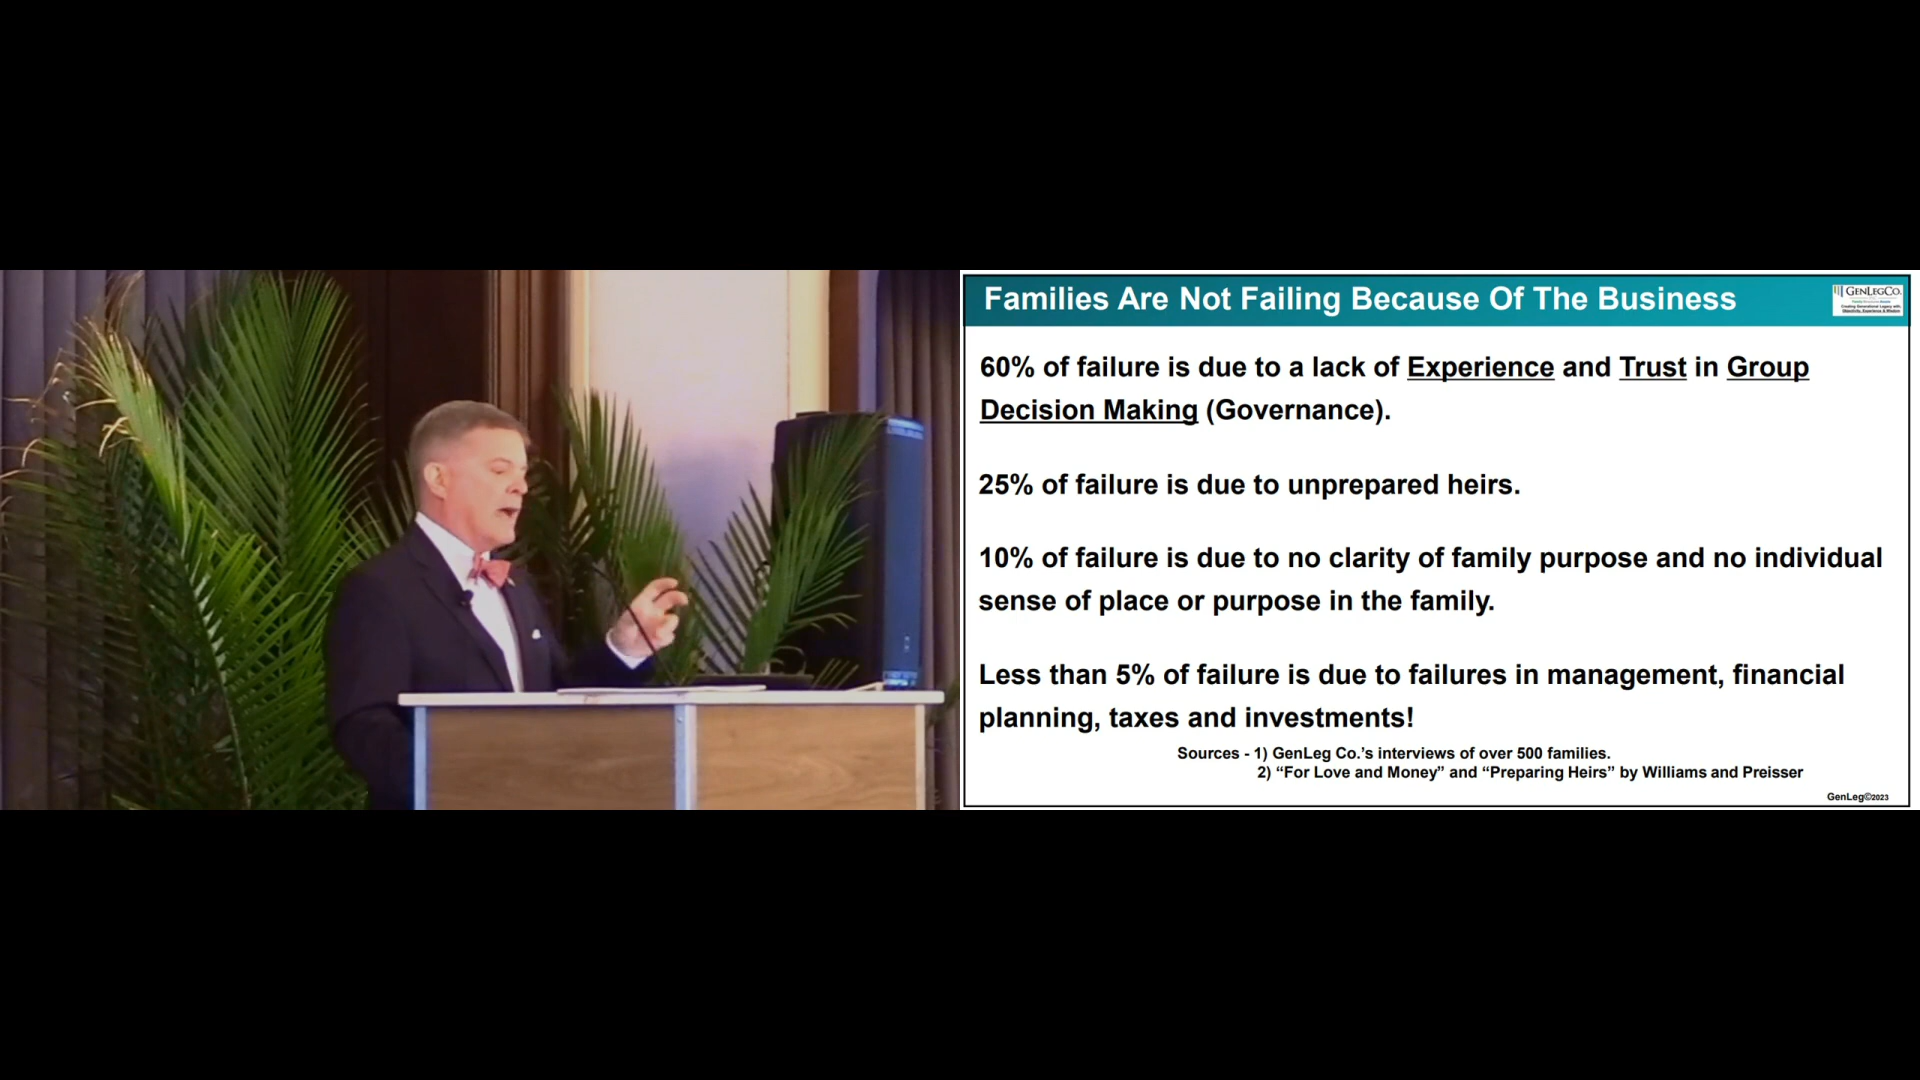 Families Are Not Failing Because Of The Business
GENLEGCO.
60% of failure is due to a lack of Experience and Trust in Group
Decision Making (Governance).
25% of failure is due to unprepared heirs.
10% of failure is due to no clarity of family purpose and no individual
sense of place or purpose in the family.
Less than 5% of failure is due to failures in management, financial
planning, taxes and investments!
Sources - 1) GenLeg Co.’s interviews of over 500 families.
2) “For Love and Money” and “Preparing Heirs” by Williams and Preisser
GenLeg©2023